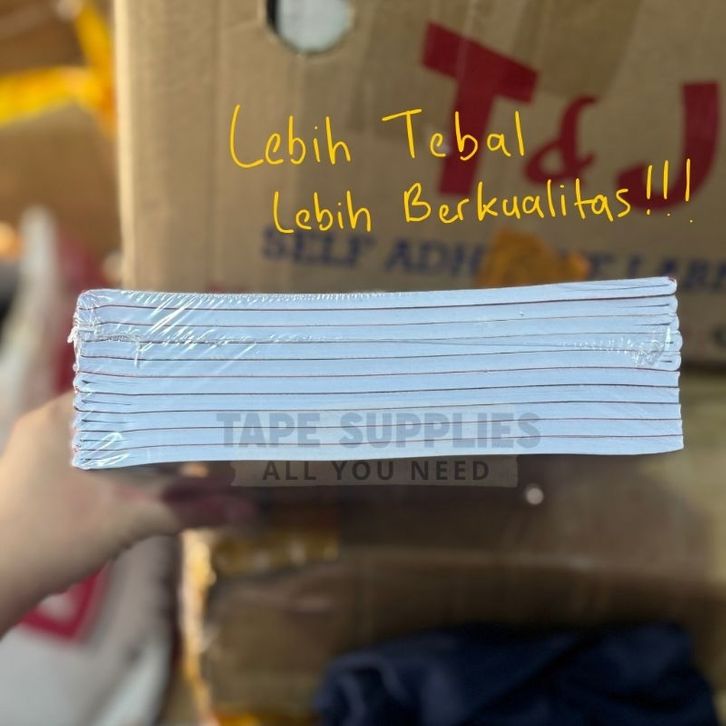 T&J
Lebih Tebal
Lebih Berkualitas!!!
SELF ADH
TAPE SUPPLIES
ALL YOU NEED